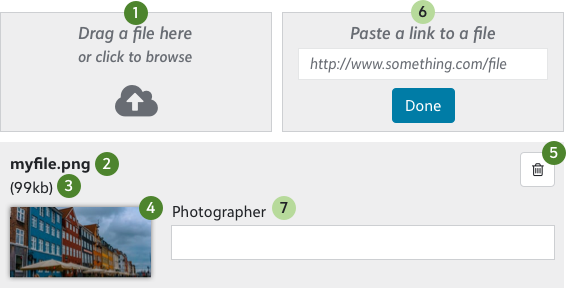 1
Drag a file here
or click to browse
6
Paste a link to a file
http://www.something.com/file
Done
myfile.png 2
(99kb) 3
5
4
Photographer 7